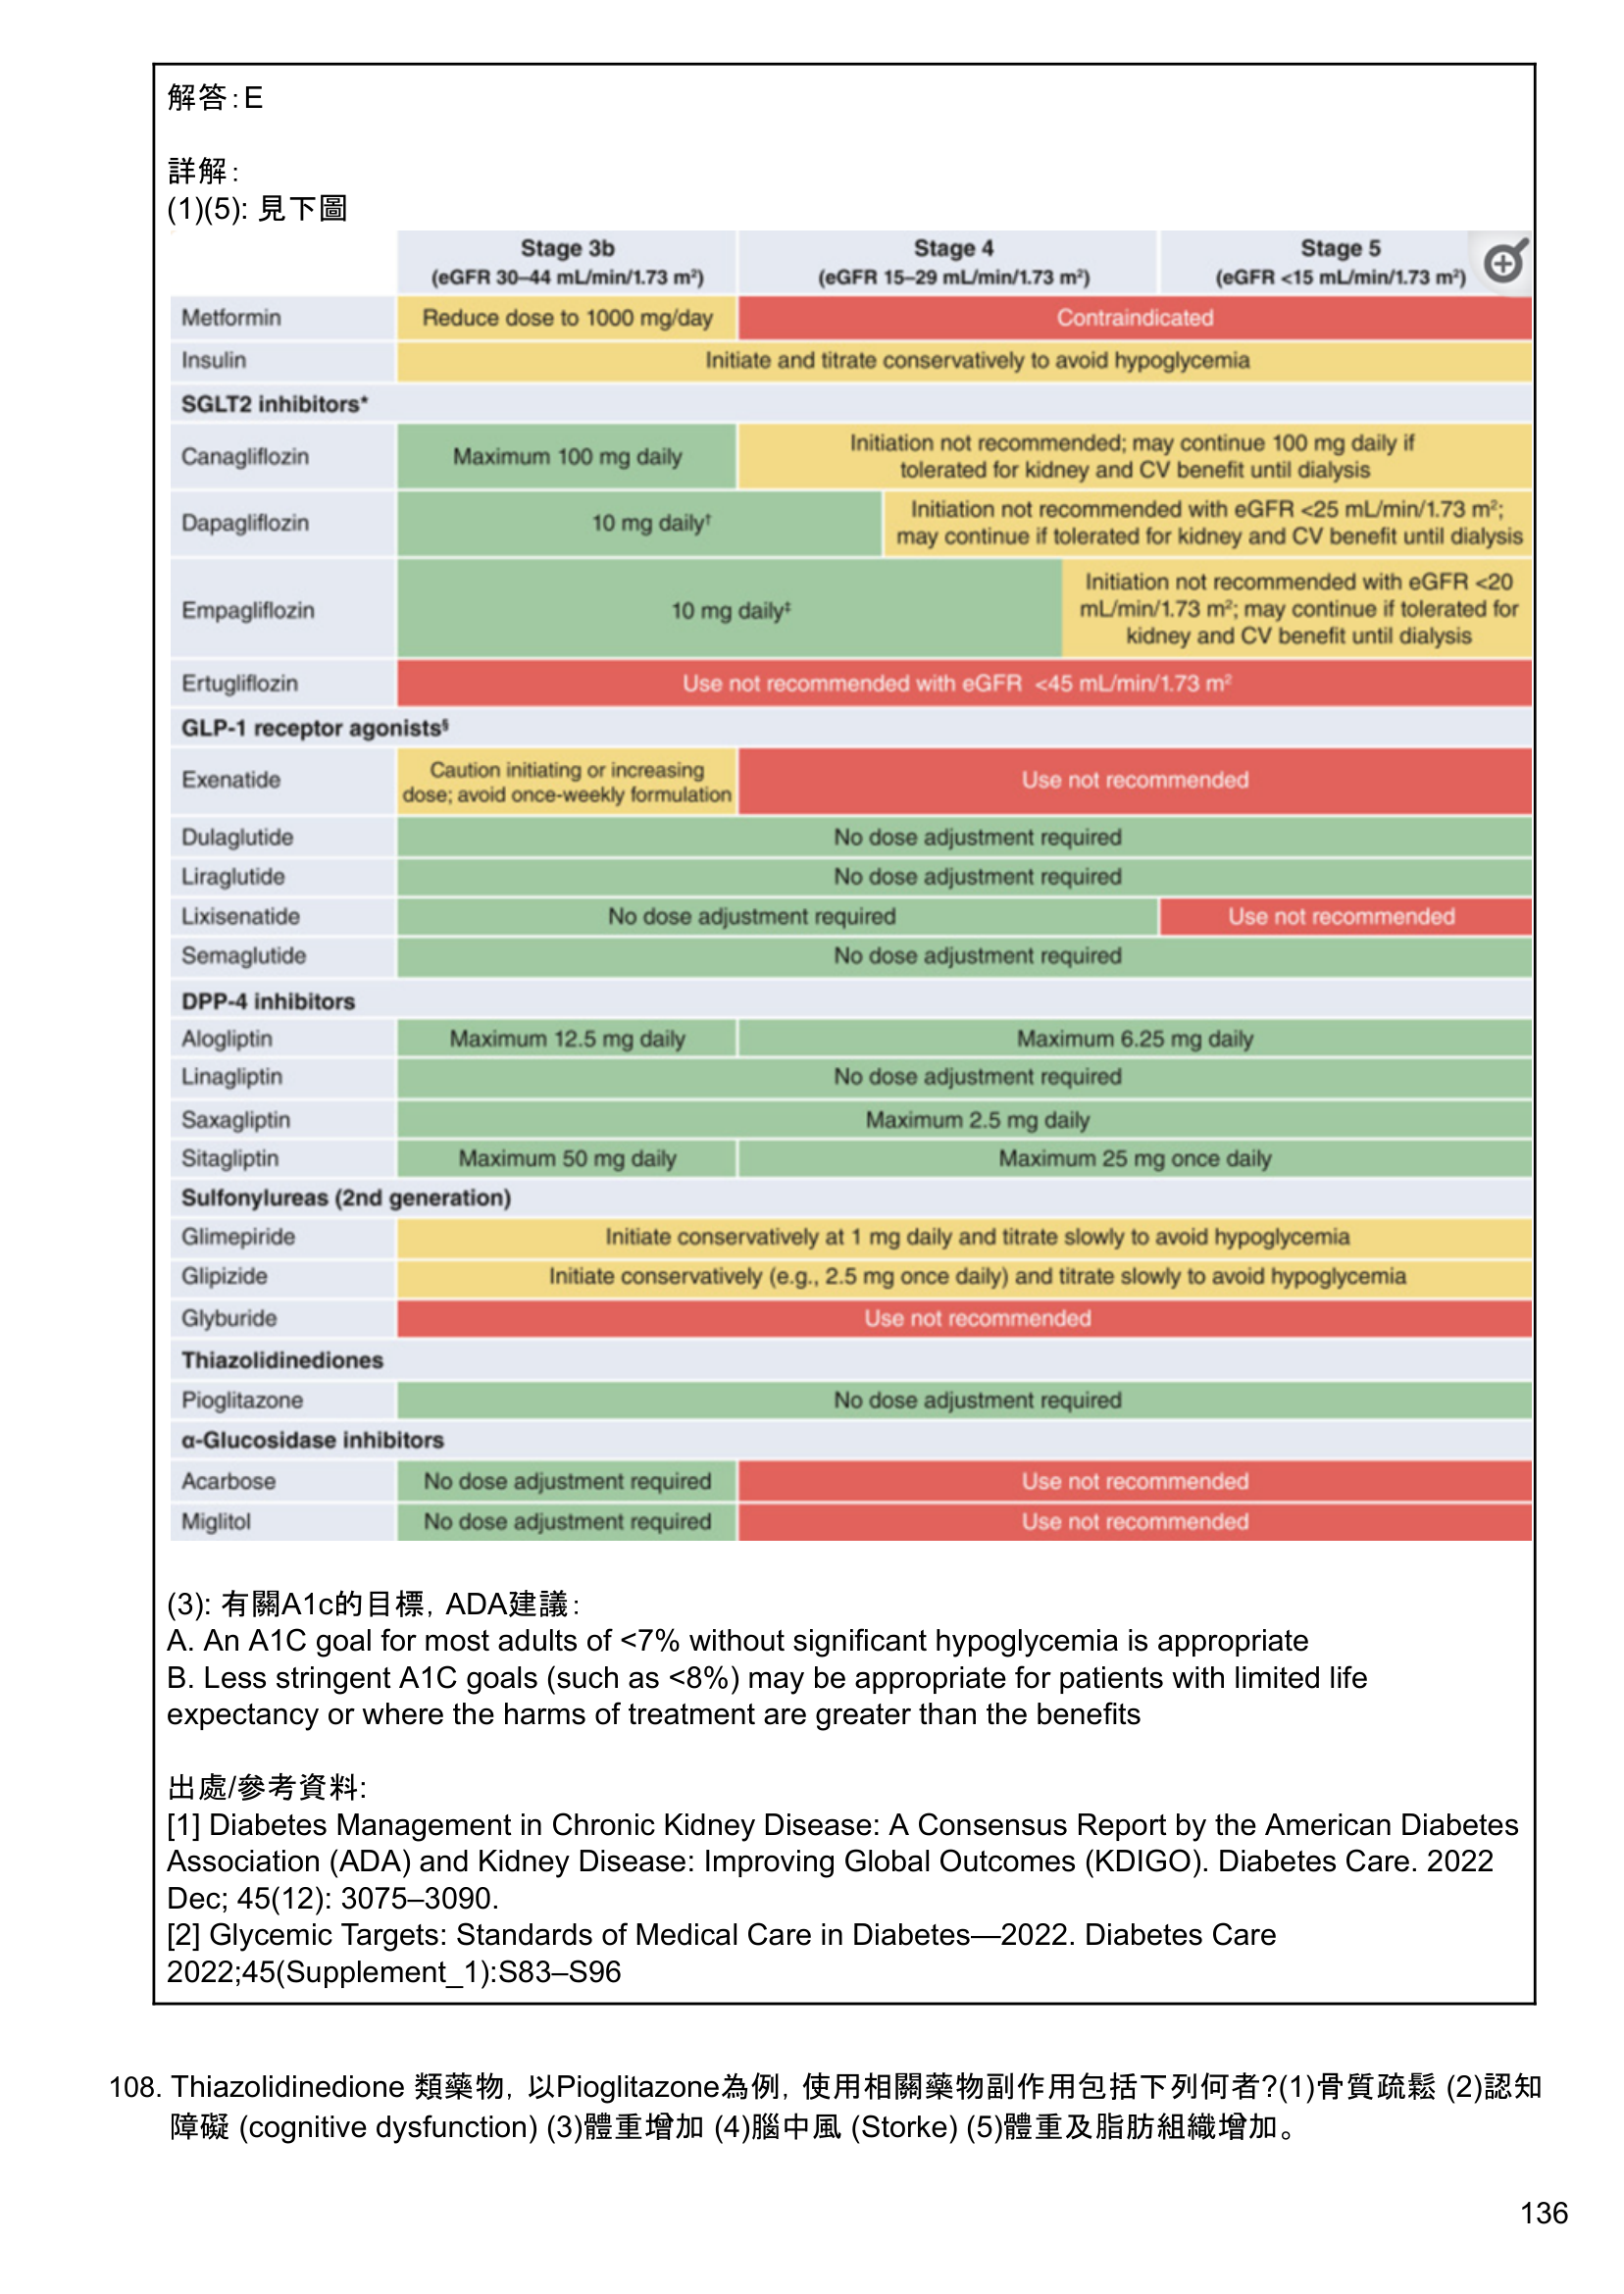 解答：E
詳解：
(1)(5): 見下圖
Stage 3b Stage 4 Stage 5
(eGFR 30–44 mL/min/1.73 m²) (eGFR 15–29 mL/min/1.73 m²) (eGFR <15 mL/min/1.73 m²)
Metformin Reduce dose to 1000 mg/day Contraindicated
Insulin Initiate and titrate conservatively to avoid hypoglycemia
SGLT2 inhibitors*
Canagliflozin Maximum 100 mg daily Initiation not recommended; may continue 100 mg daily if
tolerated for kidney and CV benefit until dialysis
Dapagliflozin 10 mg daily† Initiation not recommended with eGFR <25 mL/min/1.73 m²;
may continue if tolerated for kidney and CV benefit until dialysis
Empagliflozin 10 mg daily‡ Initiation not recommended with eGFR <20
mL/min/1.73 m²; may continue if tolerated for
kidney and CV benefit until dialysis
Ertugliflozin Use not recommended with eGFR <45 mL/min/1.73 m²
GLP-1 receptor agonists§
Exenatide Caution initiating or increasing
dose; avoid once-weekly formulation Use not recommended
Dulaglutide No dose adjustment required
Liraglutide No dose adjustment required
Lixisenatide No dose adjustment required Use not recommended
Semaglutide No dose adjustment required
DPP-4 inhibitors
Alogliptin Maximum 12.5 mg daily Maximum 6.25 mg daily
Linagliptin No dose adjustment required
Saxagliptin Maximum 2.5 mg daily
Sitagliptin Maximum 50 mg daily Maximum 25 mg once daily
Sulfonylureas (2nd generation)
Glimepiride Initiate conservatively at 1 mg daily and titrate slowly to avoid hypoglycemia
Glipizide Initiate conservatively (e.g., 2.5 mg once daily) and titrate slowly to avoid hypoglycemia
Glyburide Use not recommended
Thiazolidinediones
Pioglitazone No dose adjustment required
α-Glucosidase inhibitors
Acarbose No dose adjustment required Use not recommended
Miglitol No dose adjustment required Use not recommended
(3): 有關A1c的目標，ADA建議：
A. An A1C goal for most adults of <7% without significant hypoglycemia is appropriate
B. Less stringent A1C goals (such as <8%) may be appropriate for patients with limited life
expectancy or where the harms of treatment are greater than the benefits
出處/參考資料:
[1] Diabetes Management in Chronic Kidney Disease: A Consensus Report by the American Diabetes
Association (ADA) and Kidney Disease: Improving Global Outcomes (KDIGO). Diabetes Care. 2022
Dec; 45(12): 3075–3090.
[2] Glycemic Targets: Standards of Medical Care in Diabetes—2022. Diabetes Care
2022;45(Supplement_1):S83–S96
108. Thiazolidinedione 類藥物，以Pioglitazone為例，使用相關藥物副作用包括下列何者?(1)骨質疏鬆 (2)認知
障礙 (cognitive dysfunction) (3)體重增加 (4)腦中風 (Storke) (5)體重及脂肪組織增加。
136